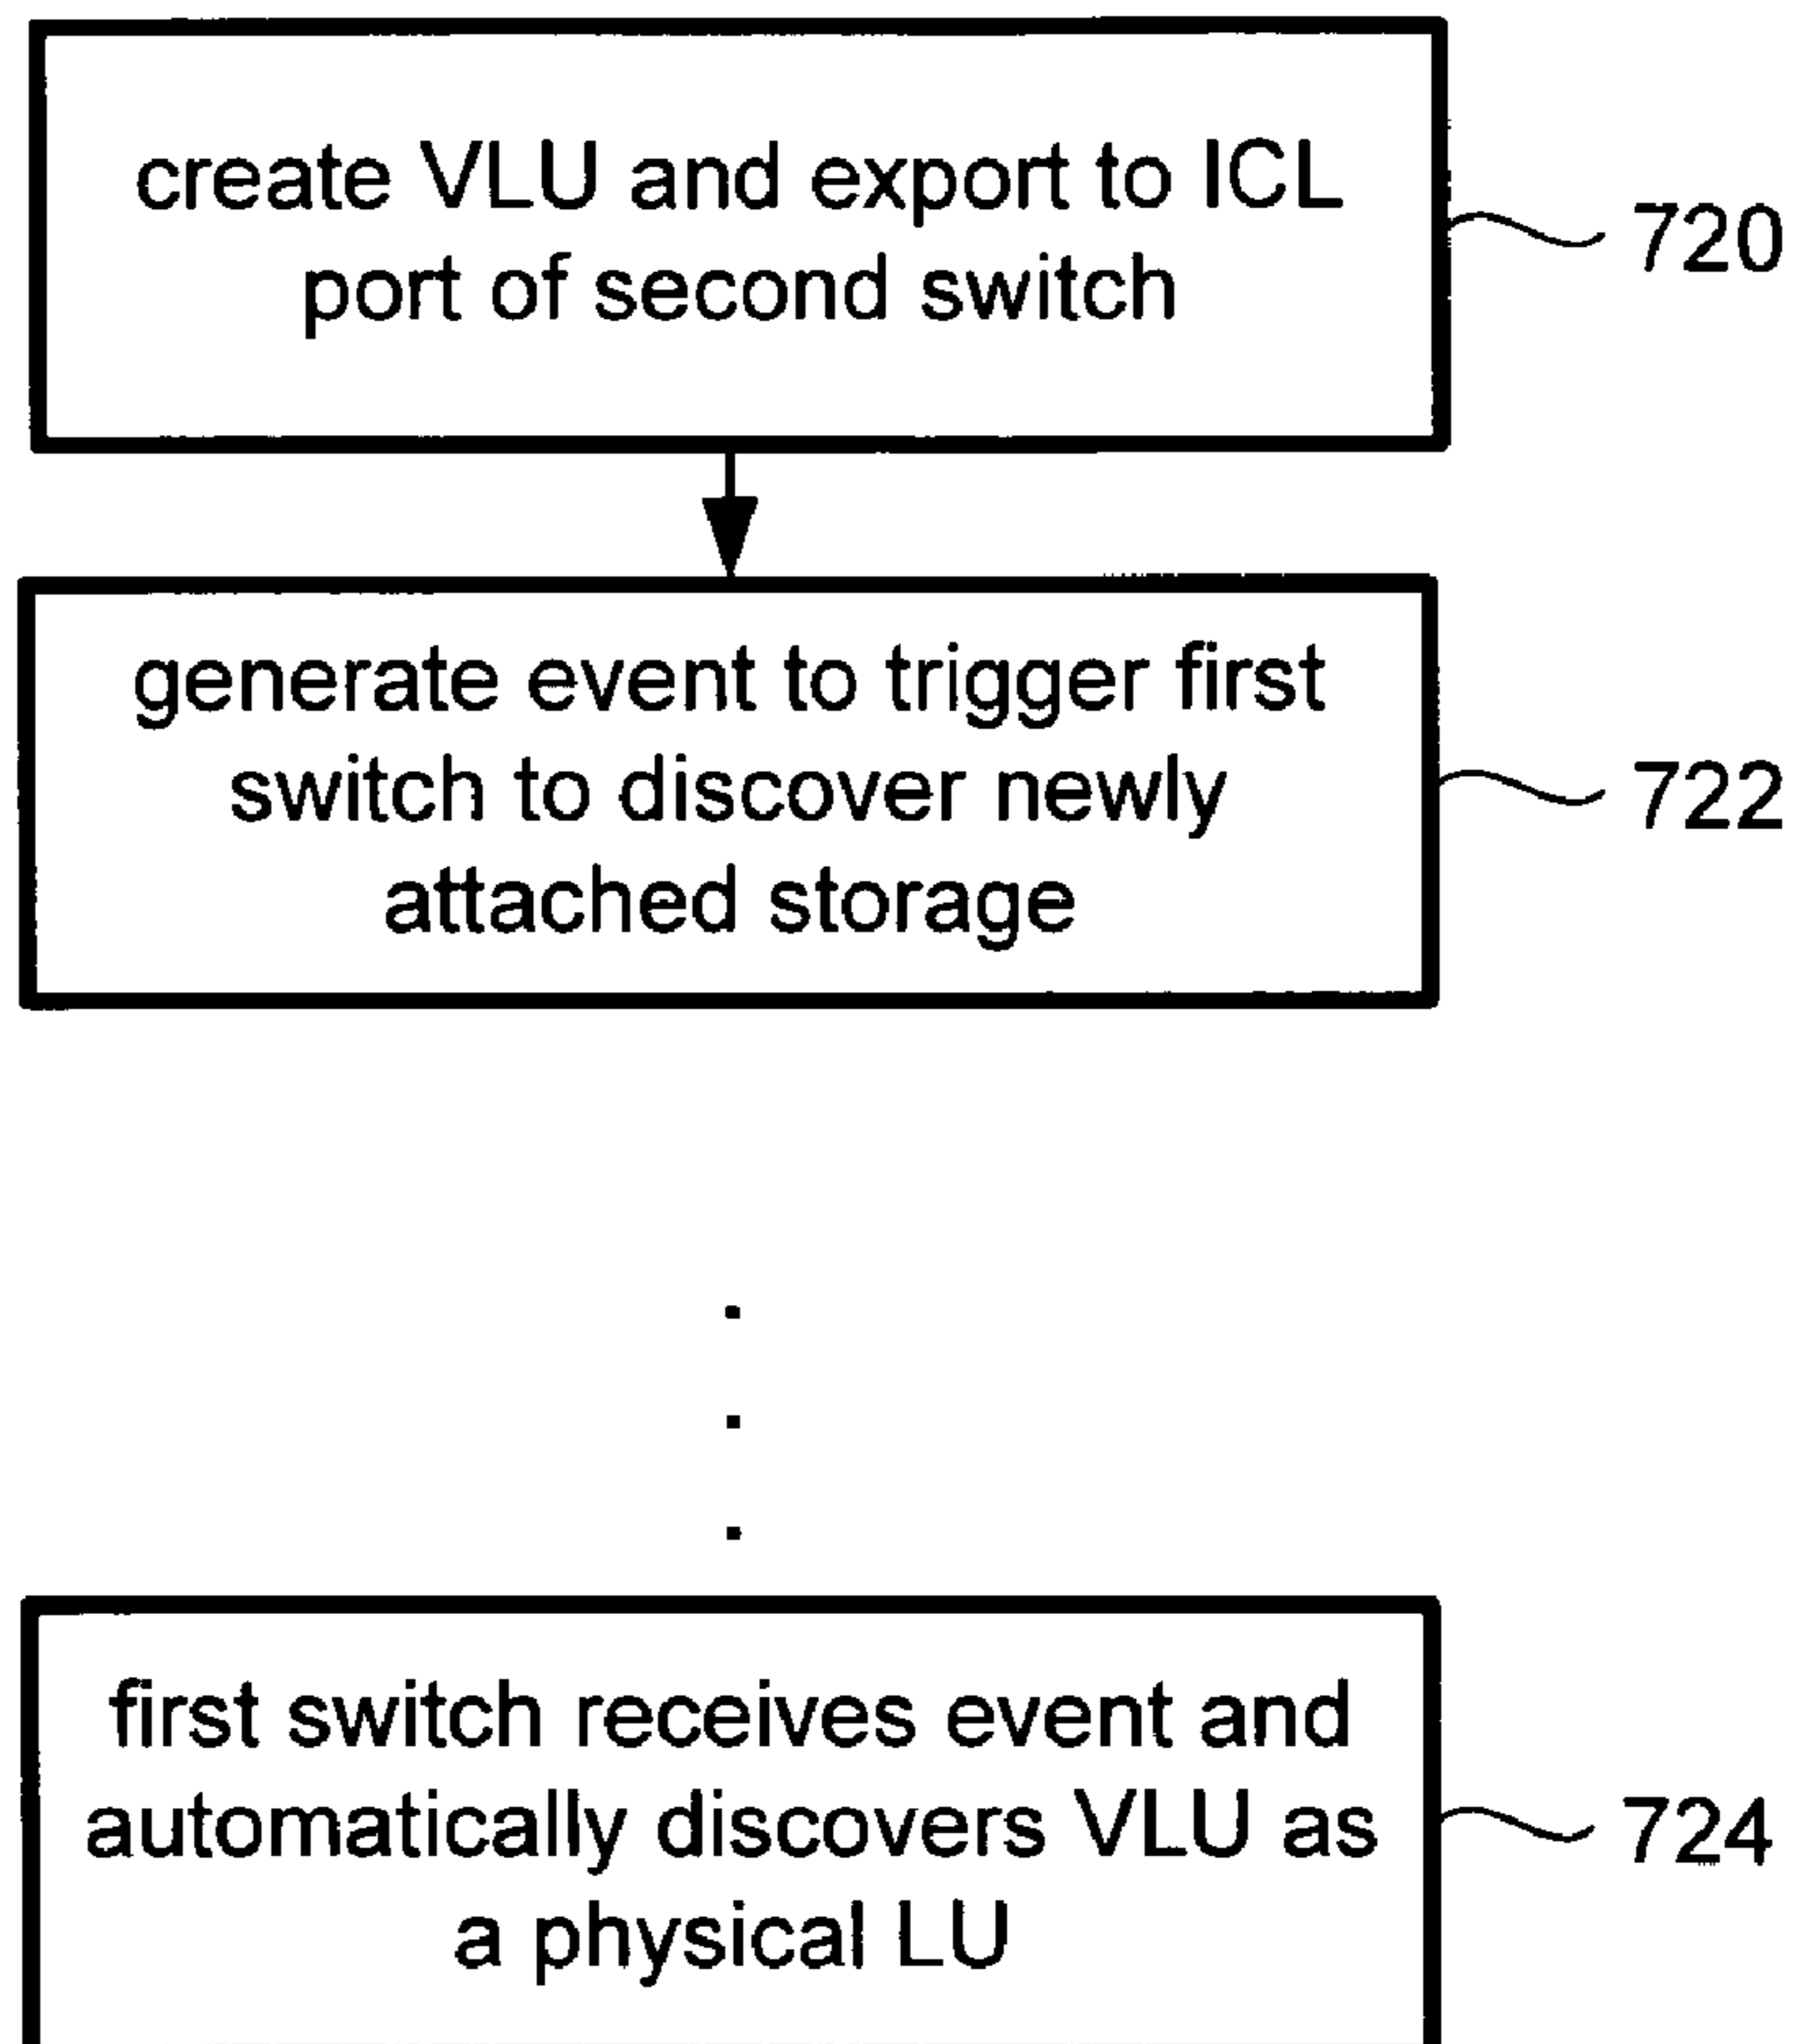 create VLU and export to ICL
port of second switch
720
generate event to trigger first
switch to discover newly
attached storage
722
first switch receives event and
automatically discovers VLU as
a physical LU
724